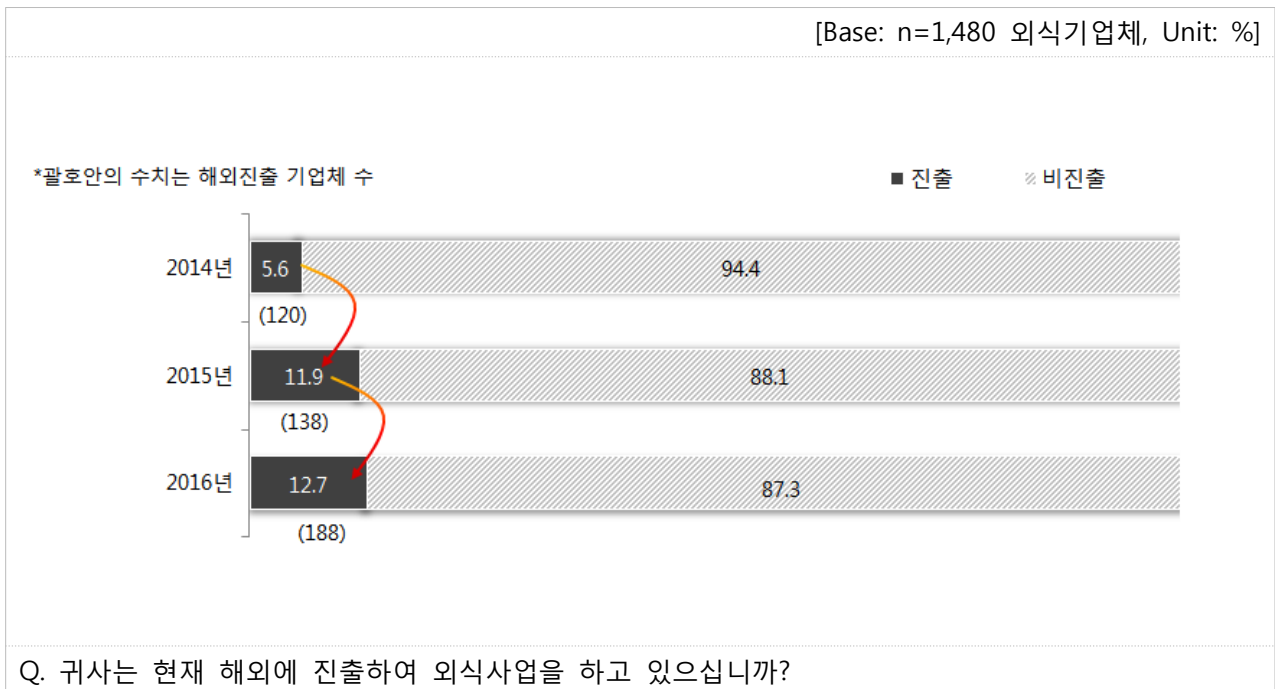 [Base: n=1,480 외식기업체, Unit: %]
*괄호안의 수치는 해외진출 기업체 수
진출 비진출
2014년 5.6 94.4
(120)
2015년 11.9 88.1
(138)
2016년 12.7 87.3
(188)
Q. 귀사는 현재 해외에 진출하여 외식사업을 하고 있으십니까?